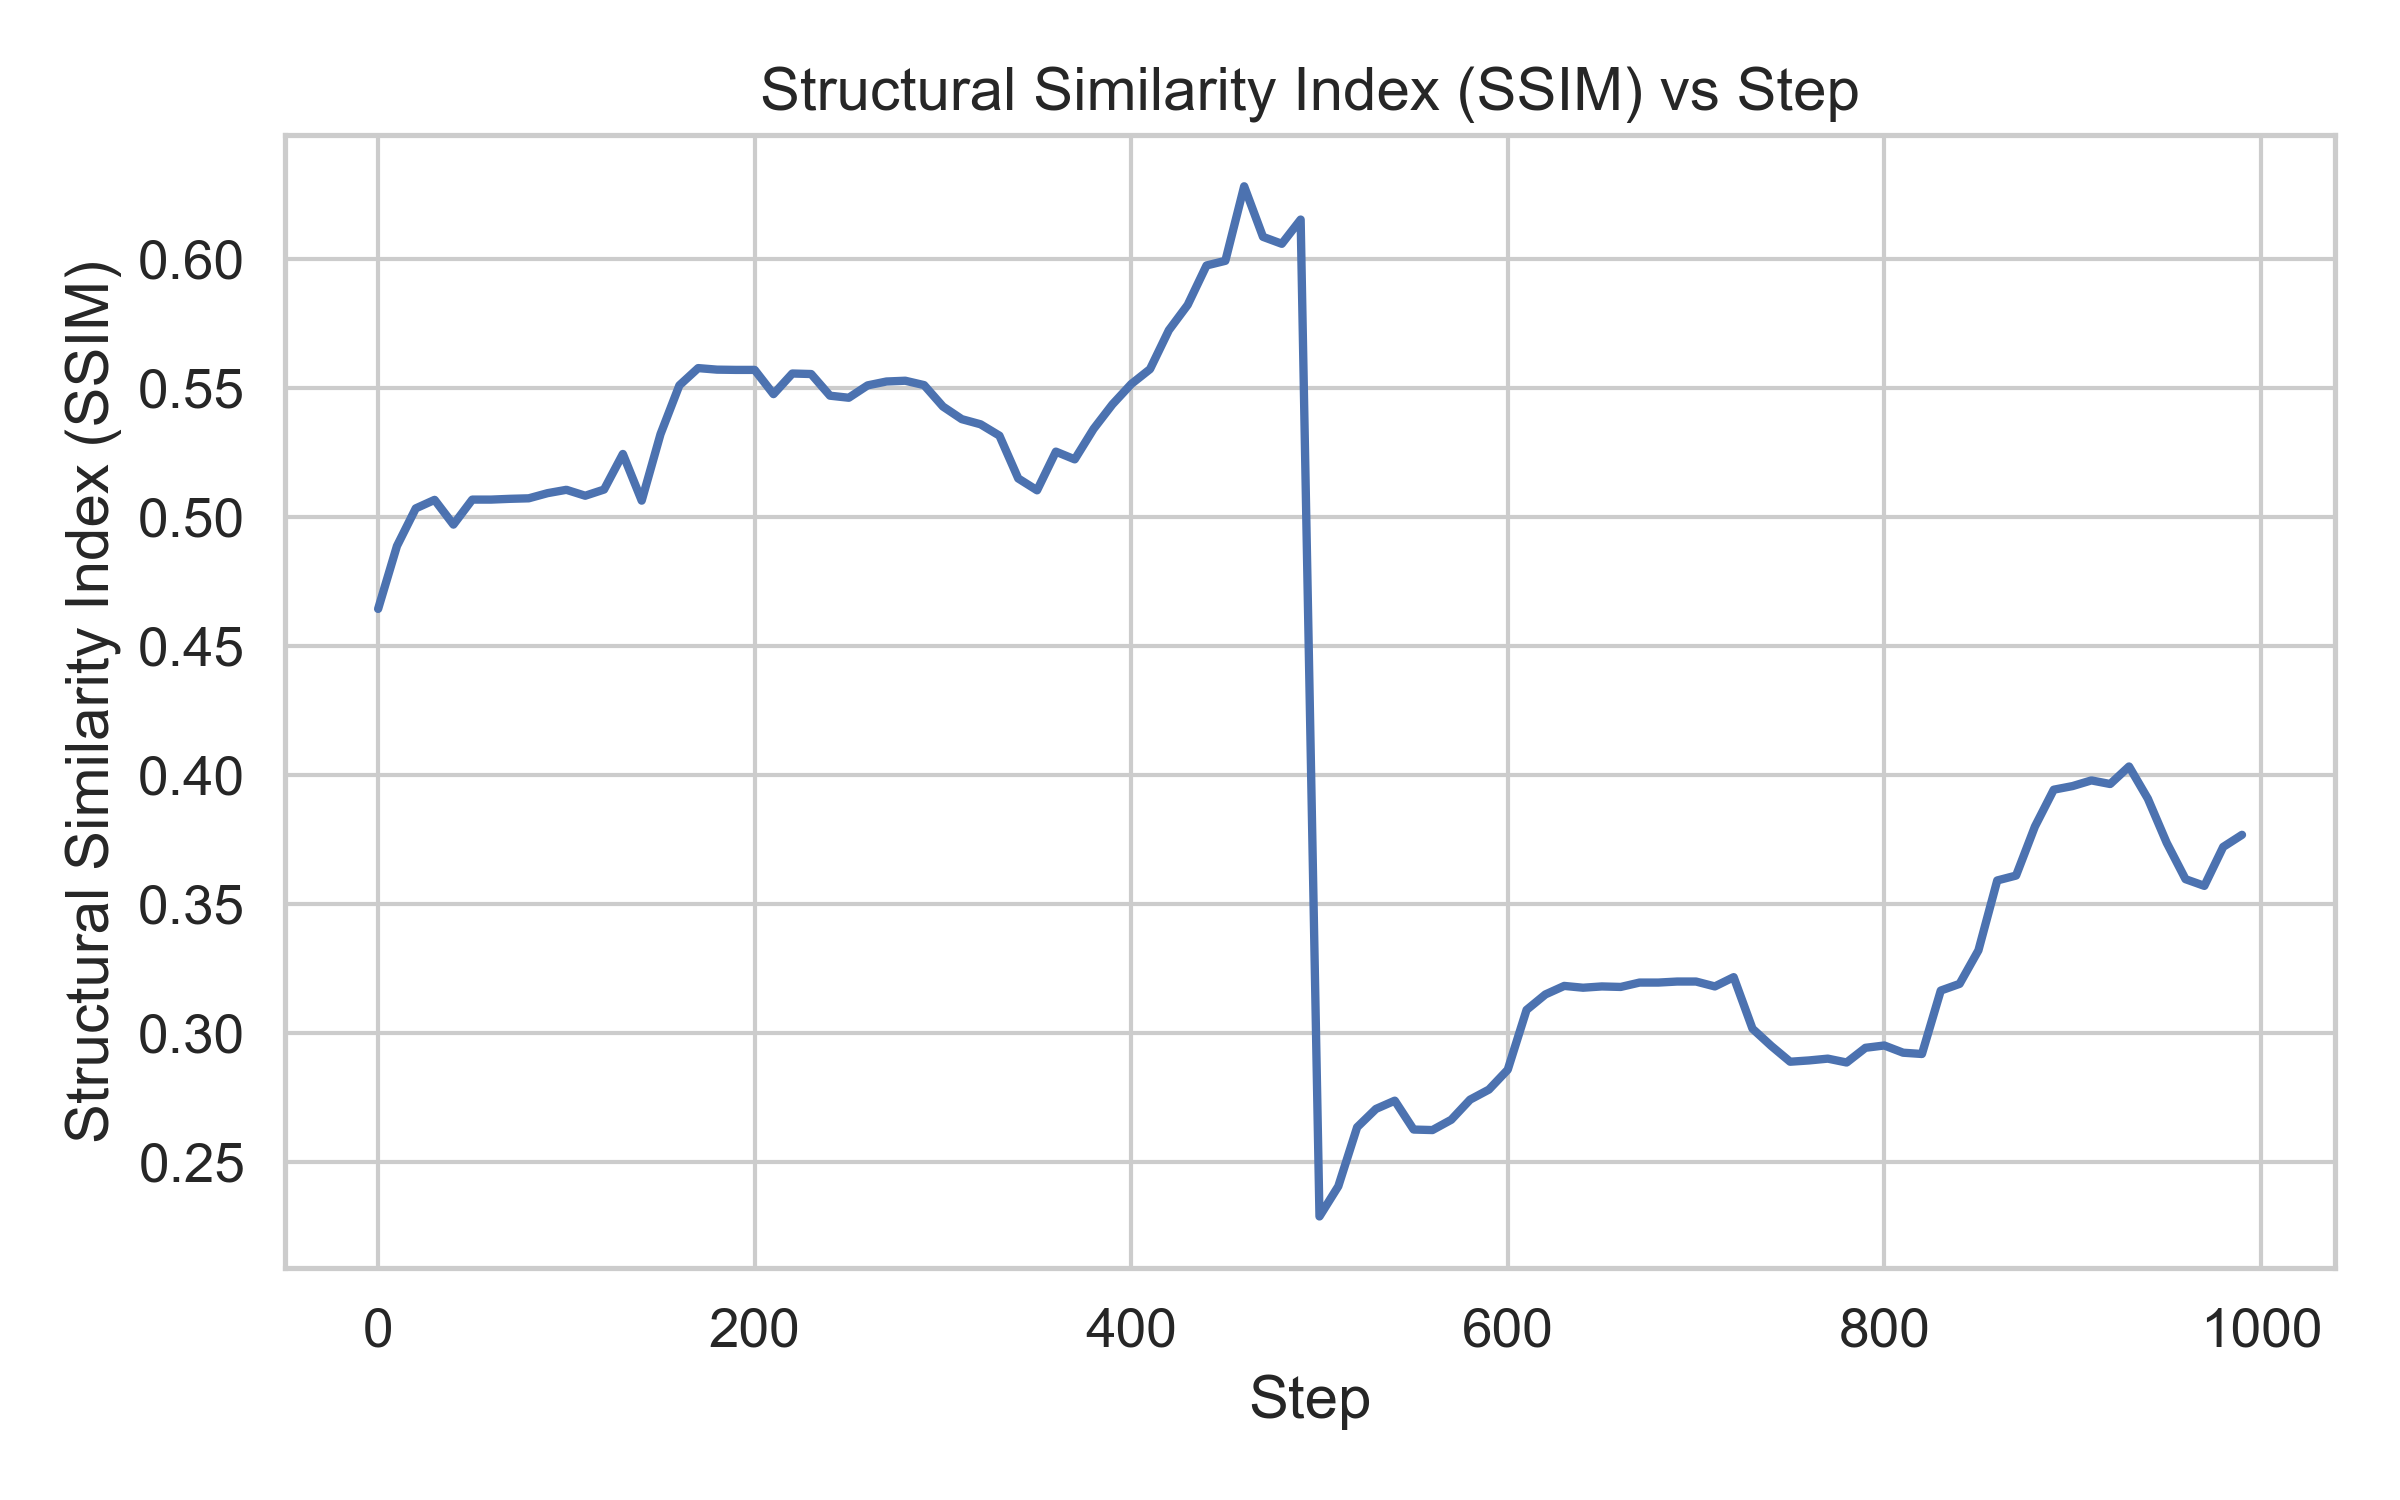 Structural Similarity Index (SSIM) vs Step
Structural Similarity Index (SSIM)
0.60
0.55
0.50
0.45
0.40
0.35
0.30
0.25
0 200 400 600 800 1000
Step